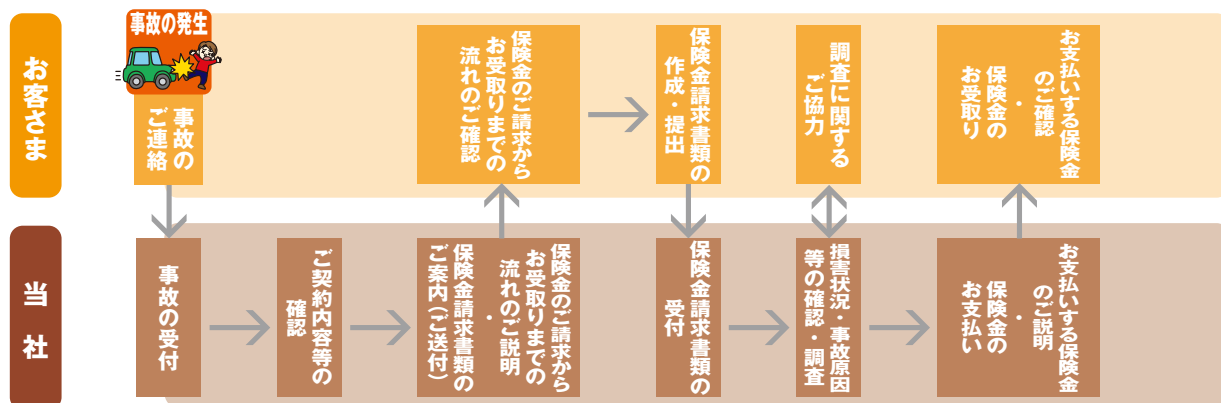 お客さま
事故の発生
事故の
ご連絡
保険金のご請求から
お受取りまでの
流れのご確認
保険金請求書類の
作成・提出
調査に関する
ご協力
お支払いする保険金
のご確認
・
保険金の
お受取り
当社
事故の受付
ご契約内容等の
確認
保険金のご請求から
お受取りまでの
流れのご説明
・
保険金請求書類の
ご案内（ご送付）
保険金請求書類の
受付
損害状況・事故原因
等の確認・調査
お支払いする保険金
のご説明
・
保険金の
お支払い